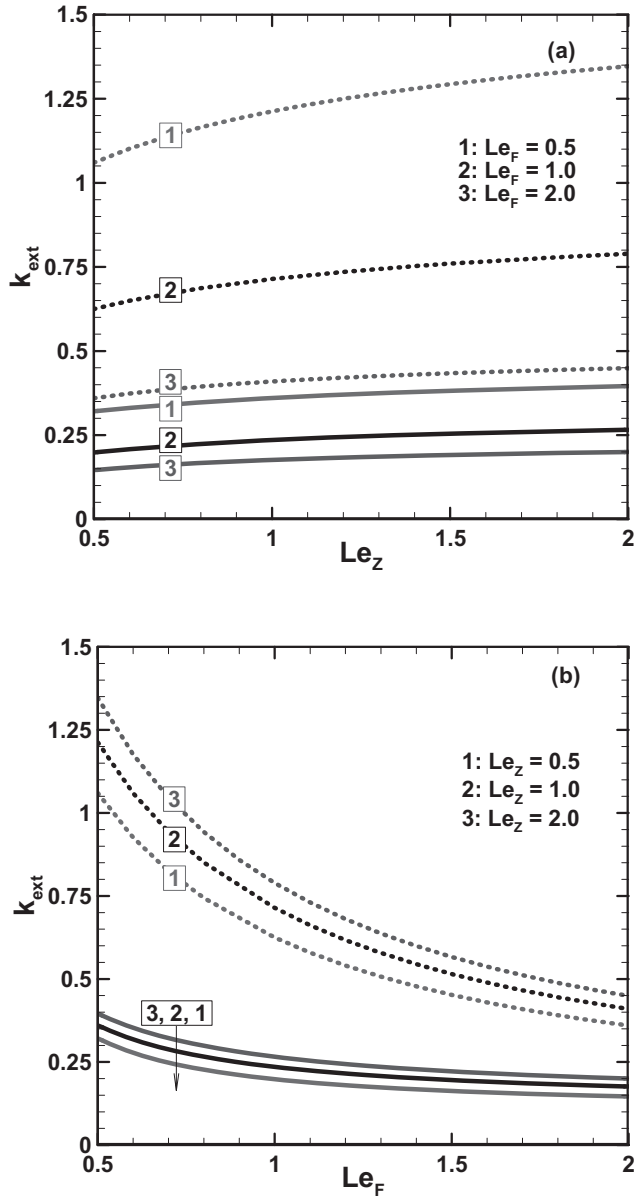 1.5
(a)
1.25
1
1: Le_F = 0.5
2: Le_F = 1.0
3: Le_F = 2.0
1
k_ext
0.75
2
0.5
3
1
0.25
2
3
0
0.5
1
1.5
2
Le_Z
1.5
(b)
1.25
1: Le_Z = 0.5
2: Le_Z = 1.0
3: Le_Z = 2.0
1
3
2
1
k_ext
0.75
0.5
3, 2, 1
0.25
0
0.5
1
1.5
2
Le_F